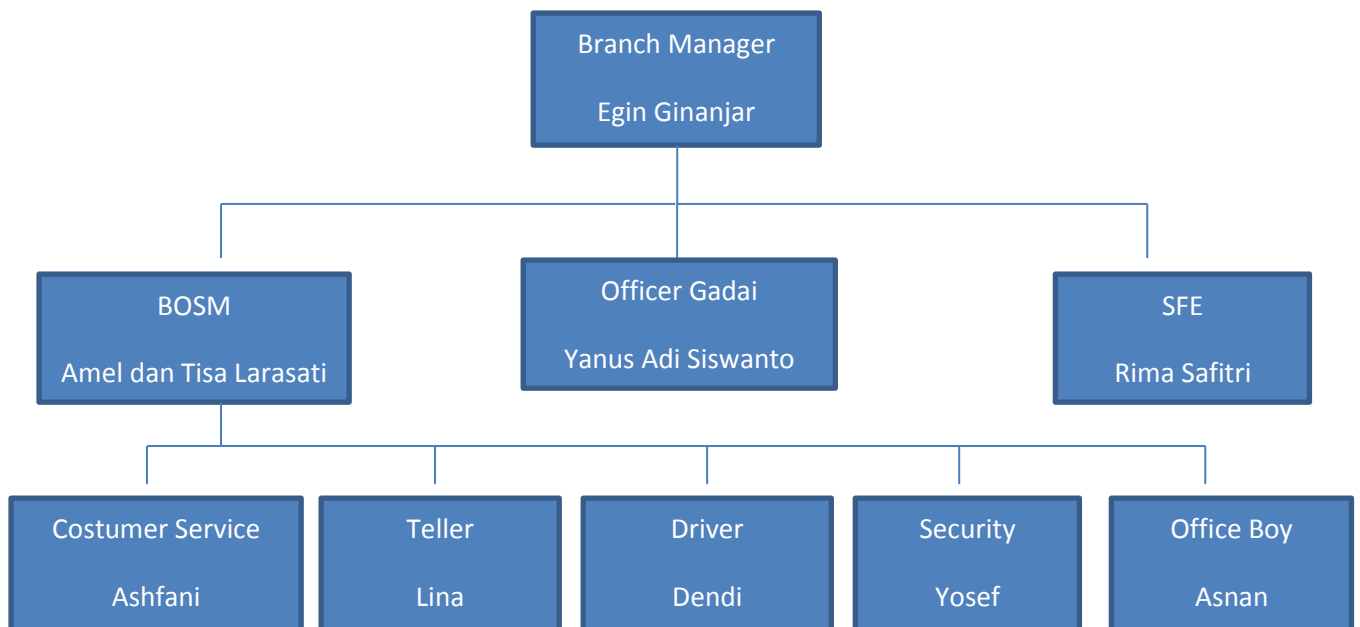 Branch Manager
Egin Ginanjar
BOSM
Amel dan Tisa Larasati
Officer Gadai
Yanus Adi Siswanto
SFE
Rima Safitri
Costumer Service
Ashfani
Teller
Lina
Driver
Dendi
Security
Yosef
Office Boy
Asnan